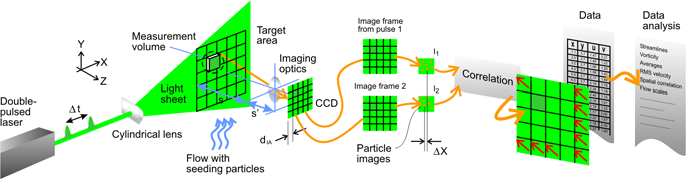 Double-
pulsed
laser
Δt
Y
X
Z
Cylindrical lens
Light
sheet
Measurement
volume
Target
area
Imaging
optics
s
s'
Flow with
seeding particles
CCD
dIA
Image frame
from pulse 1
Image frame 2
I1
I2
Particle
images
ΔX
Correlation
Data
x y u v
Data
analysis
Streamlines
Vorticity
Averages
RMS velocity
Spatial correlation
Flow scales